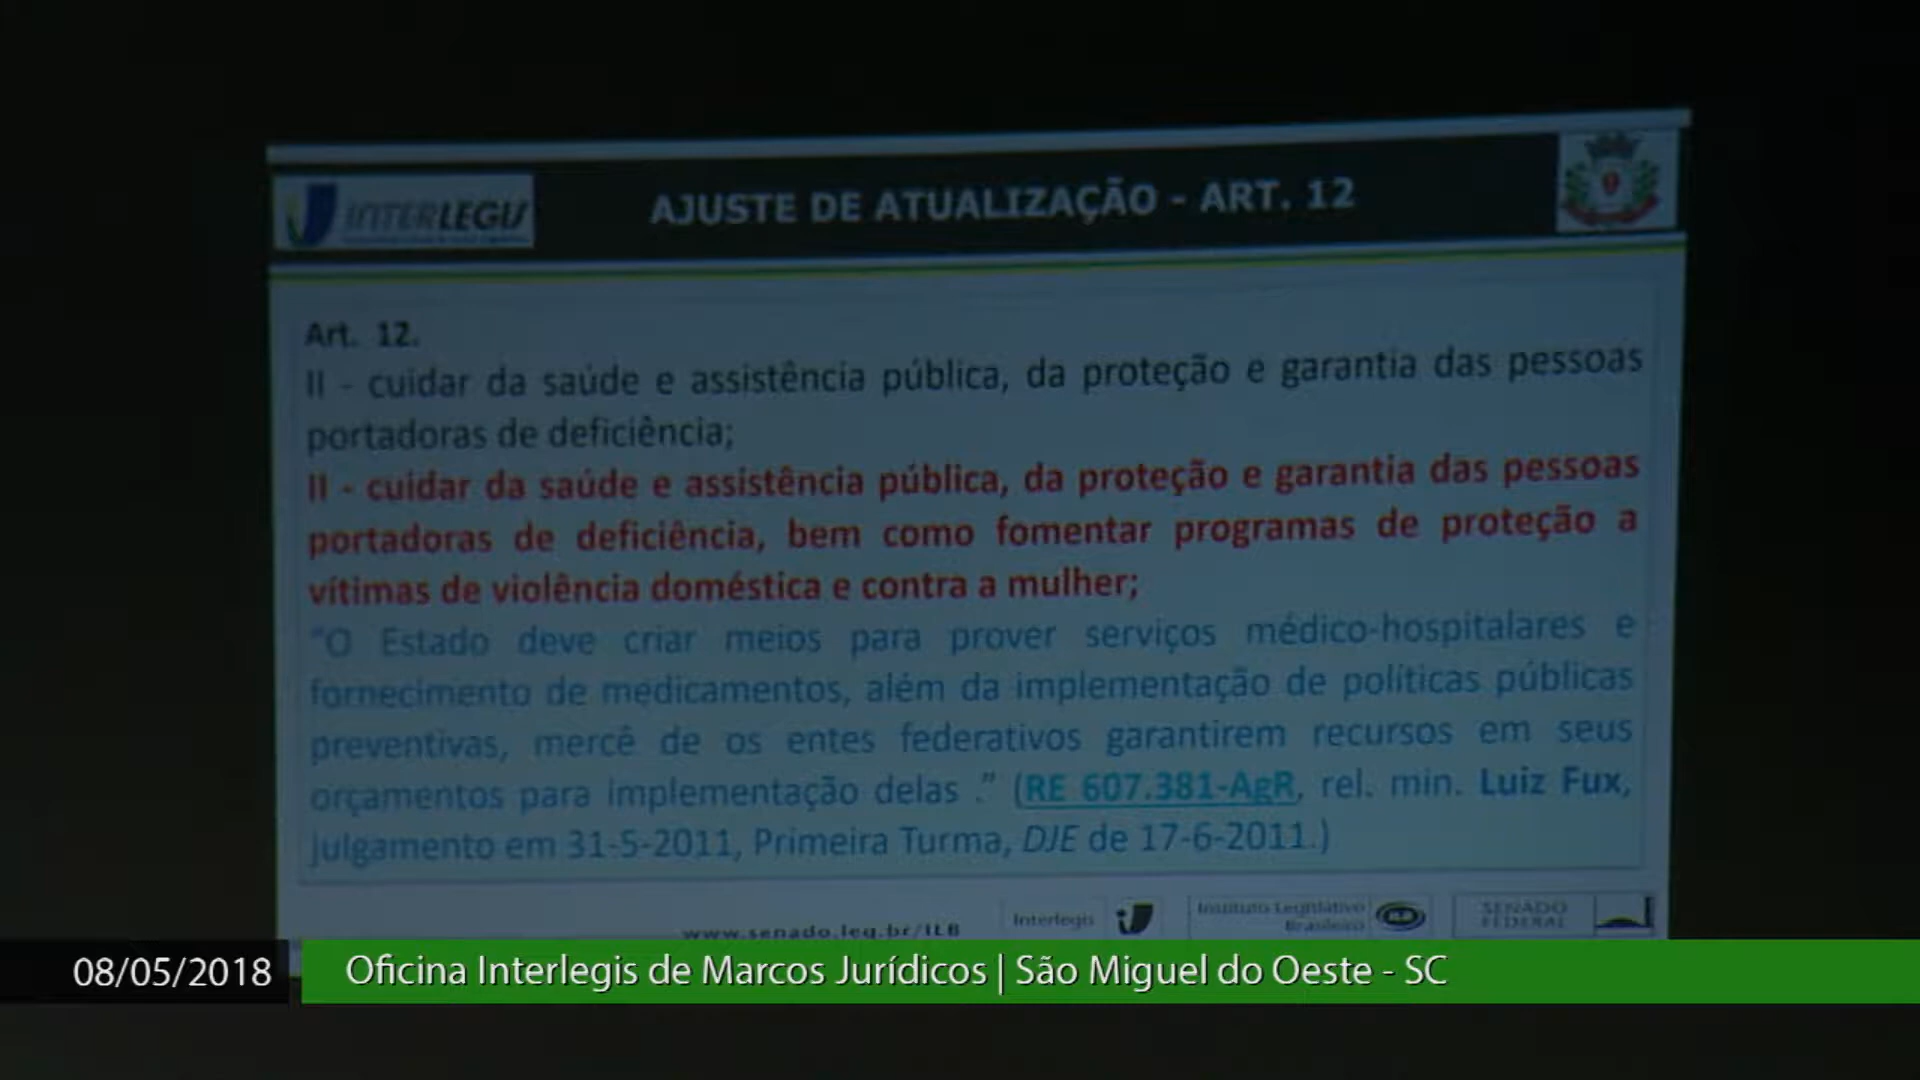 INTERLEGIS
AJUSTE DE ATUALIZAÇÃO - ART. 12
Art. 12.
II - cuidar da saúde e assistência pública, da proteção e garantia das pessoas
portadoras de deficiência;
II - cuidar da saúde e assistência pública, da proteção e garantia das pessoas
portadoras de deficiência, bem como fomentar programas de proteção a
vítimas de violência doméstica e contra a mulher;
"O Estado deve criar meios para prover serviços médico-hospitalares e
fornecimento de medicamentos, além da implementação de políticas públicas
preventivas, mercê de os entes federativos garantirem recursos em seus
orçamentos para implementação delas ." (RE 607.381-AgR, rel. min. Luiz Fux,
julgamento em 31-5-2011, Primeira Turma, DJE de 17-6-2011.)
www.senado.leg.br/ILB
Interlegis
Instituto Legislativo
Brasileiro
SENADO
FEDERAL
08/05/2018
Oficina Interlegis de Marcos Jurídicos | São Miguel do Oeste - SC